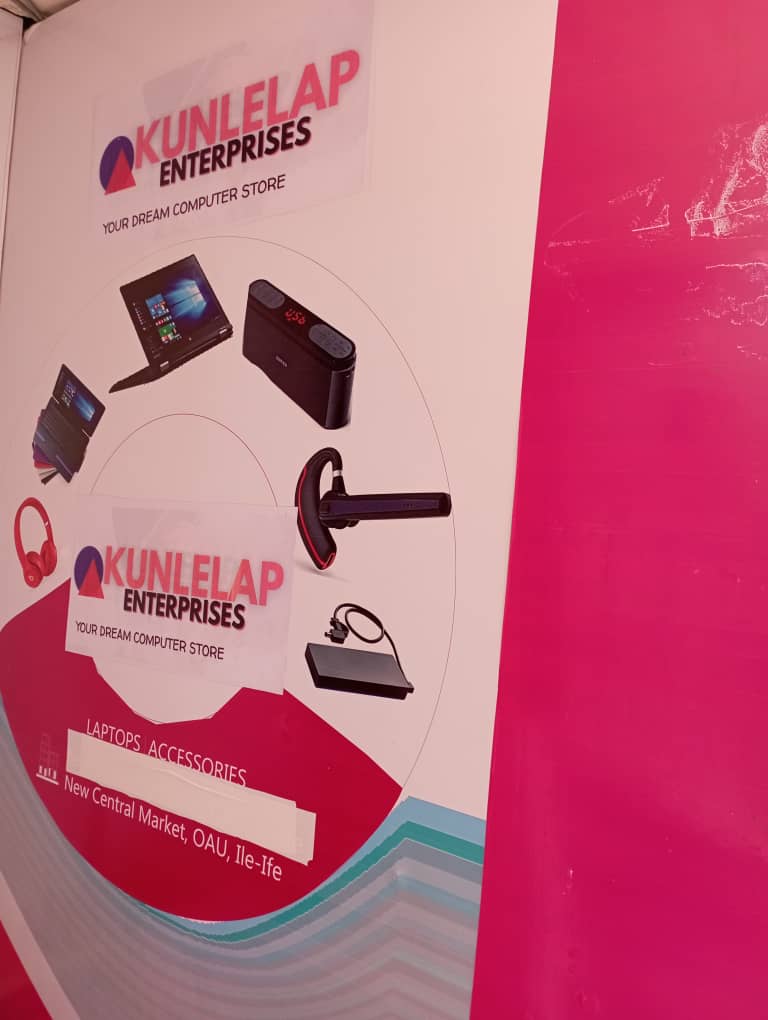 KUNLELAP
ENTERPRISES
YOUR DREAM COMPUTER STORE
USB
KUNLELAP
ENTERPRISES
YOUR DREAM COMPUTER STORE
LAPTOPS ACCESSORIES
New Central Market, OAU, Ile-Ife